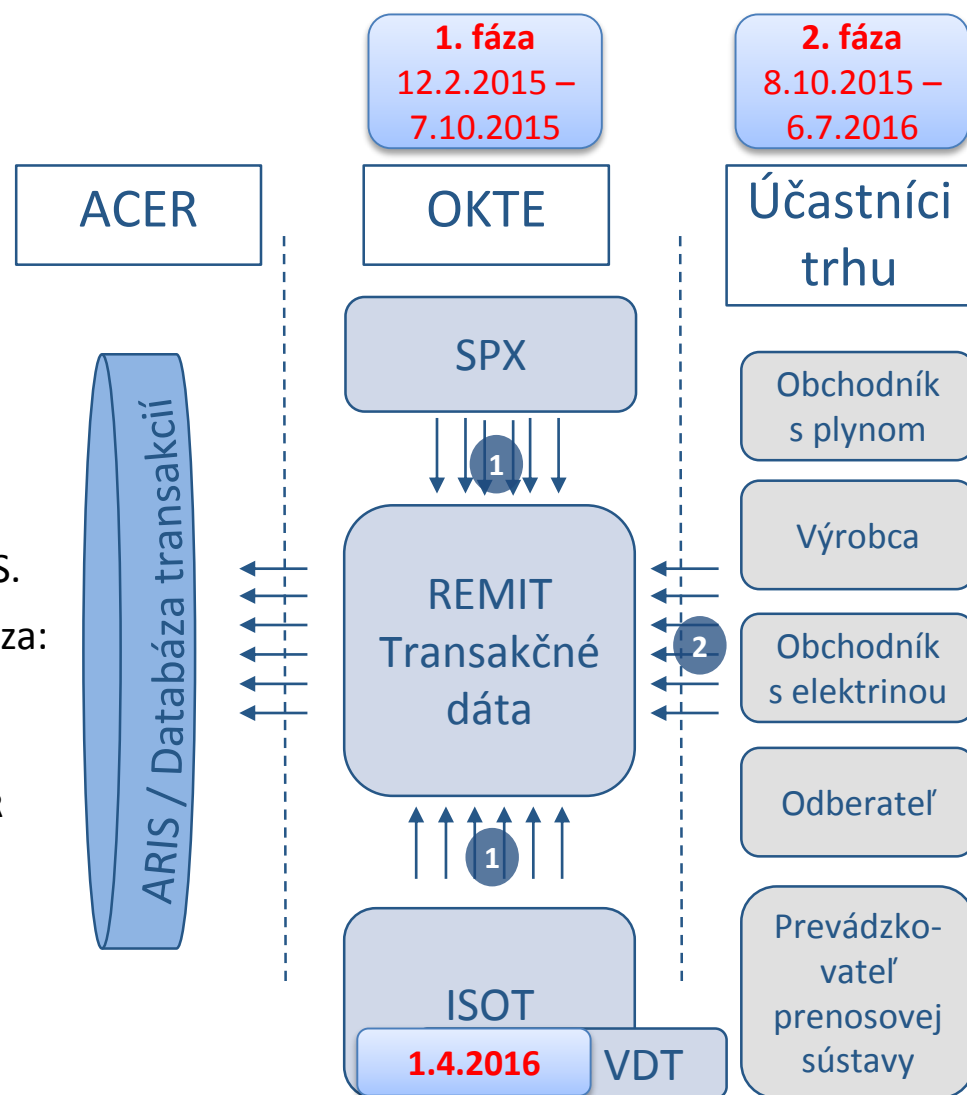 1. fáza
12.2.2015 –
7.10.2015
2. fáza
8.10.2015 –
6.7.2016
ACER
OKTE
Účastníci
trhu
SPX
1
REMIT
Transakčné
dáta
1
ISOT
1.4.2016
VDT
2
ARIS / Databáza transakcií
Obchodník
s plynom
Výrobca
Obchodník
s elektrinou
Odberateľ
Prevádzko-
vateľ
prenosovej
sústavy
S.
za:
R